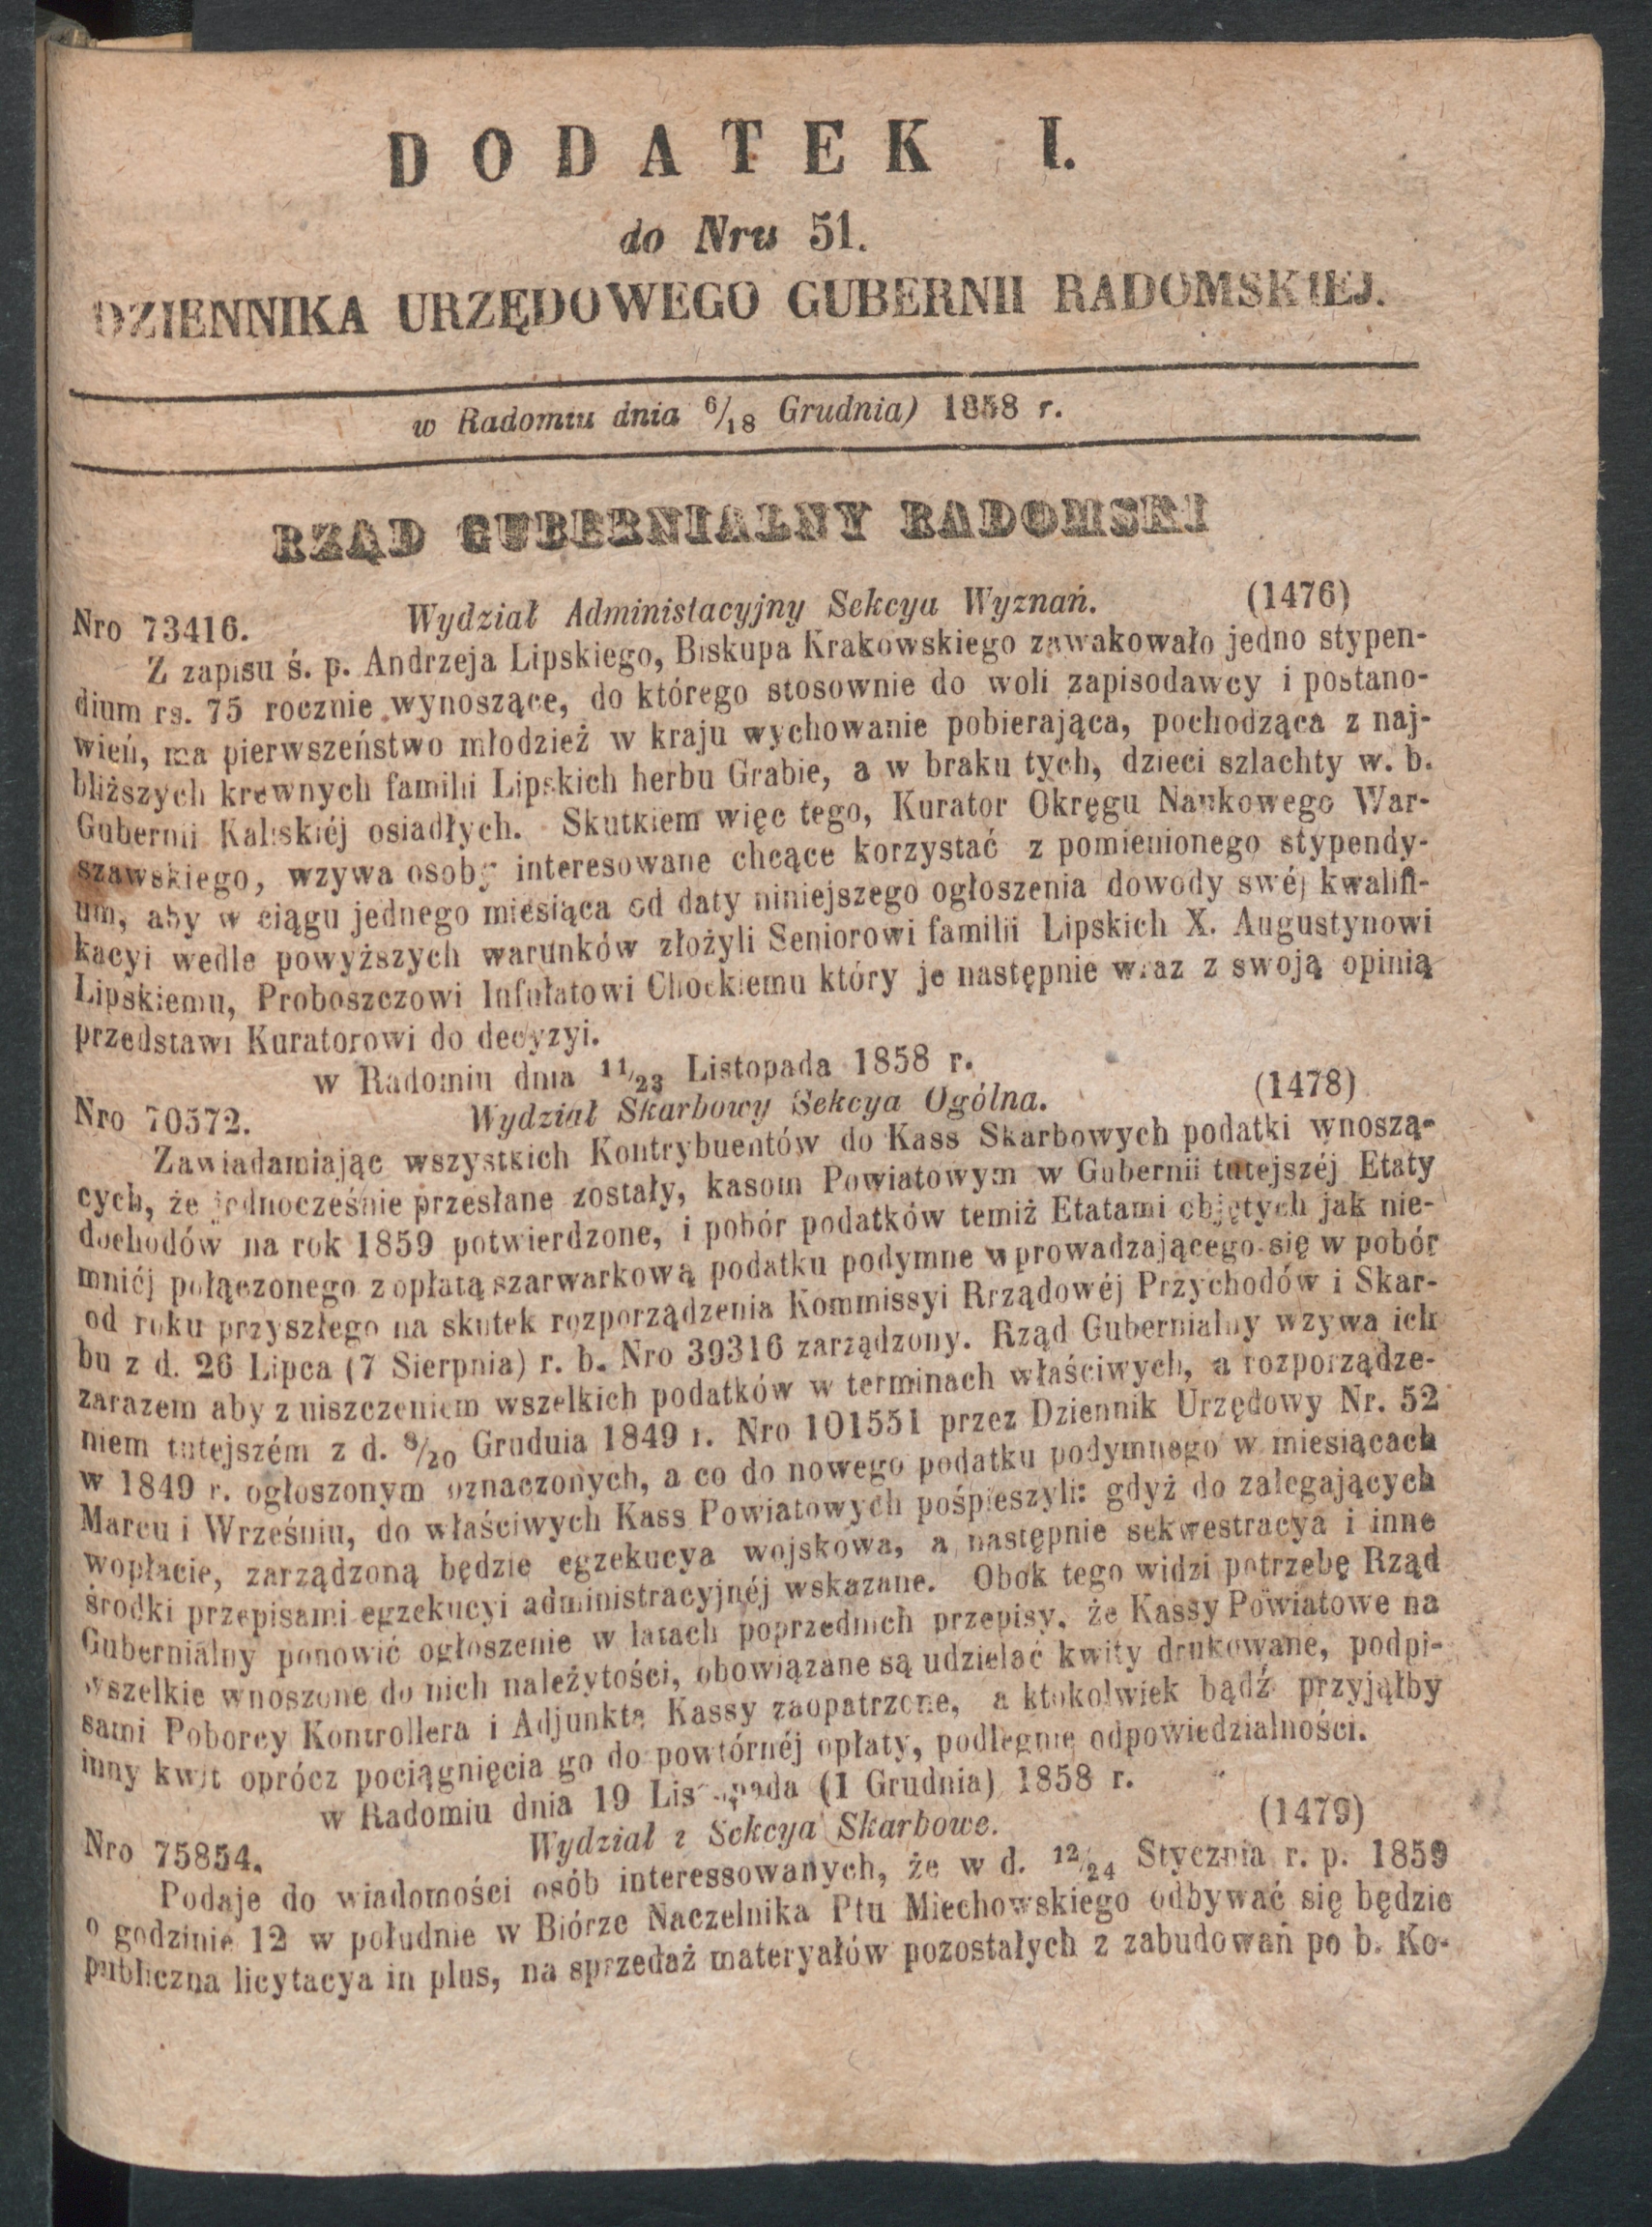 DODATEK I.
do Nru 51.
DZIENNIKA URZĘDOWEGO GUBERNII RADOMSKIEJ.
w Radomiu dnia 6/18 Grudnia) 1858 r.
RZĄD GUBERNIALNY RADOMSKI
Nro 73416. Wydział Administacyjny Sekcya Wyznań. (1476)
Z zapisu ś. p. Andrzeja Lipskiego, Biskupa Krakowskiego zawakowało jedno stypen-
dium rs. 75 rocznie wynoszące, do którego stosownie do woli zapisodawcy i postano-
wień, ma pierwszeństwo młodzież w kraju wychowanie pobierająca, pochodząca z naj-
bliższych krewnych familii Lipskich herbu Grabie, a w braku tych, dzieci szlachty w. b.
Gubernii Kaliskiéj osiadłych. Skutkiem więc tego, Kurator Okręgu Naukowego War-
szawskiego, wzywa osoby interesowane chcące korzystać z pomienionego stypendy-
um, aby w ciągu jednego miesiąca od daty niniejszego ogłoszenia dowody swéj kwalifi-
kacyi wedle powyższych warunków złożyli Seniorowi familii Lipskich X. Augustynowi
Lipskiemu, Proboszczowi Infułatowi Chockiemu który je następnie wraz z swoją opinią
przedstawi Kuratorowi do decyzyi.
w Radomiu dnia 11/23 Listopada 1858 r.
Nro 70572. Wydział Skarbowy Sekcya Ogólna. (1478)
Zawiadamiając wszystkich Kontrybuentów do Kass Skarbowych podatki wnoszą-
cych, że jednocześnie przesłane zostały, kasom Powiatowym w Gubernii tutejszéj Etaty
dochodów na rok 1859 potwierdzone, i pobór podatków temiż Etatami objętych jak nie-
mniéj połączonego z opłatą szarwarkową podatku podymne wprowadzającego się w pobór
od roku przyszłego na skutek rozporządzenia Kommissyi Rrządowéj Przychodów i Skar-
bu z d. 26 Lipca (7 Sierpnia) r. b. Nro 39316 zarządzony. Rząd Gubernialny wzywa ich
zarazem aby z uiszczeniem wszelkich podatków w terminach właściwych, a rozporządze-
niem tutejszém z d. 8/20 Gruduia 1849 r. Nro 101551 przez Dziennik Urzędowy Nr. 52
w 1849 r. ogłoszonym oznaczonych, a co do nowego podatku podymnego w miesiącach
Marcu i Wrześniu, do właściwych Kass Powiatowych pośpieszyli: gdyż do zalegających
wopłacie, zarządzoną będzie egzekucya wojskowa, a następnie sekwestracya i inne
środki przepisami egzekucyi administracyjnéj wskazane. Obok tego widzi potrzebę Rząd
Gubernialny ponowić ogłoszenie w latach poprzednich przepisy, że Kassy Powiatowe na
wszelkie wnoszone do nich należytości, obowiązane są udzielać kwity drukowane, podpi-
sami Poborcy Kontrollera i Adjunkta Kassy zaopatrzone, a ktokolwiek bądź przyjąłby
inny kwit oprócz pociągnięcia go do powtórnéj opłaty, podlegnie odpowiedzialności.
w Radomiu dnia 19 Listopada (1 Grudnia) 1858 r.
Nro 75854. Wydział i Sekcya Skarbowe. (1479)
Podaje do wiadomości osób interessowanych, że w d. 12/24 Stycznia r. p. 1859
o godzinie 12 w południe w Biórze Naczelnika Ptu Miechowskiego odbywać się będzie
publiczna licytacya in plus, na sprzedaż materyałów pozostałych z zabudowań po b. Ko-